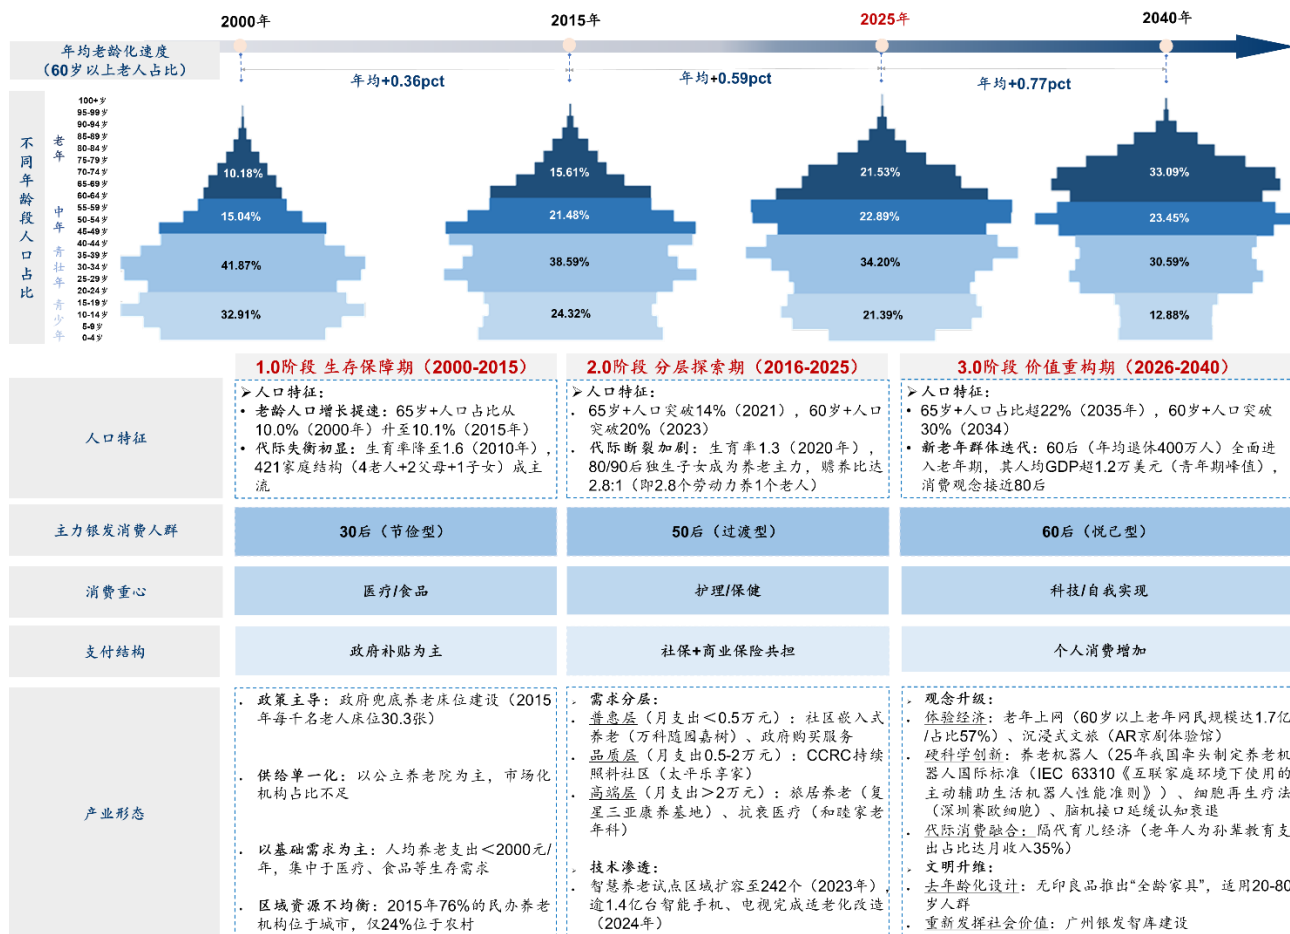 2000年
2015年
2025年
2040年
年均老龄化速度
（60岁以上老人占比）
年均+0.36pct
年均+0.59pct
年均+0.77pct
不同年龄段人口占比
老年
中年
青壮年
青少年
100+岁
95-99岁
90-94岁
85-89岁
80-84岁
75-79岁
70-74岁
65-69岁
60-64岁
55-59岁
50-54岁
45-49岁
40-44岁
35-39岁
30-34岁
25-29岁
20-24岁
15-19岁
10-14岁
5-9岁
0-4岁
10.18%
15.04%
41.87%
32.91%
15.61%
21.48%
38.59%
24.32%
21.53%
22.89%
34.20%
21.39%
33.09%
23.45%
30.59%
12.88%
1.0阶段 生存保障期（2000-2015）
2.0阶段 分层探索期（2016-2025）
3.0阶段 价值重构期（2026-2040）
人口特征
➢人口特征：
• 老龄人口增长提速：65岁+人口占比从
10.0%（2000年）升至10.1%（2015年）
• 代际失衡初显：生育率降至1.6（2010年），
421家庭结构（4老人+2父母+1子女）成主
流
➢人口特征：
. 65岁+人口突破14%（2021），60岁+人口
突破20%（2023）
. 代际断裂加剧：生育率1.3（2020年），
80/90后独生子女成为养老主力，赡养比达
2.8:1（即2.8个劳动力养1个老人）
➢人口特征：
• 65岁+人口占比超22%（2035年），60岁+人口突破
30%（2034）
• 新老年群体迭代：60后（年均退休400万人）全面进
入老年期，其人均GDP超1.2万美元（青年期峰值），
消费观念接近80后
主力银发消费人群
30后（节俭型）
50后（过渡型）
60后（悦己型）
消费重心
医疗/食品
护理/保健
科技/自我实现
支付结构
政府补贴为主
社保+商业保险共担
个人消费增加
产业形态
. 政策主导：政府兜底养老床位建设（2015
年每千名老人床位30.3张）
. 供给单一化：以公立养老院为主，市场化
机构占比不足
. 以基础需求为主：人均养老支出＜2000元/
年，集中于医疗、食品等生存需求
. 区域资源不均衡：2015年76%的民办养老
机构位于城市，仅24%位于农村
. 需求分层：
. 普惠层（月支出＜0.5万元）：社区嵌入式
养老（万科随园嘉树）、政府购买服务
. 品质层（月支出0.5-2万元）：CCRC持续
照料社区（太平乐享家）
. 高端层（月支出＞2万元）：旅居养老（复
星三亚康养基地）、抗衰医疗（和睦家老
年科）
. 技术渗透：
. 智慧养老试点区域扩容至242个（2023年），
逾1.4亿台智能手机、电视完成适老化改造
（2024年）
. 观念升级：
. 体验经济：老年上网（60岁以上老年网民规模达1.7亿
/占比57%）、沉浸式文旅（AR京剧体验馆）
. 硬科学创新：养老机器人（25年我国牵头制定养老机
器人国际标准（IEC 63310《互联家庭环境下使用的
主动辅助生活机器人性能准则》）、细胞再生疗法
（深圳赛欧细胞）、脑机接口延缓认知衰退
. 代际消费融合：隔代育儿经济（老年人为孙辈教育支
出占比达月收入35%）
. 文明升维：
. 去年龄化设计：无印良品推出“全龄家具”，适用20-80
岁人群
. 重新发挥社会价值：广州银发智库建设